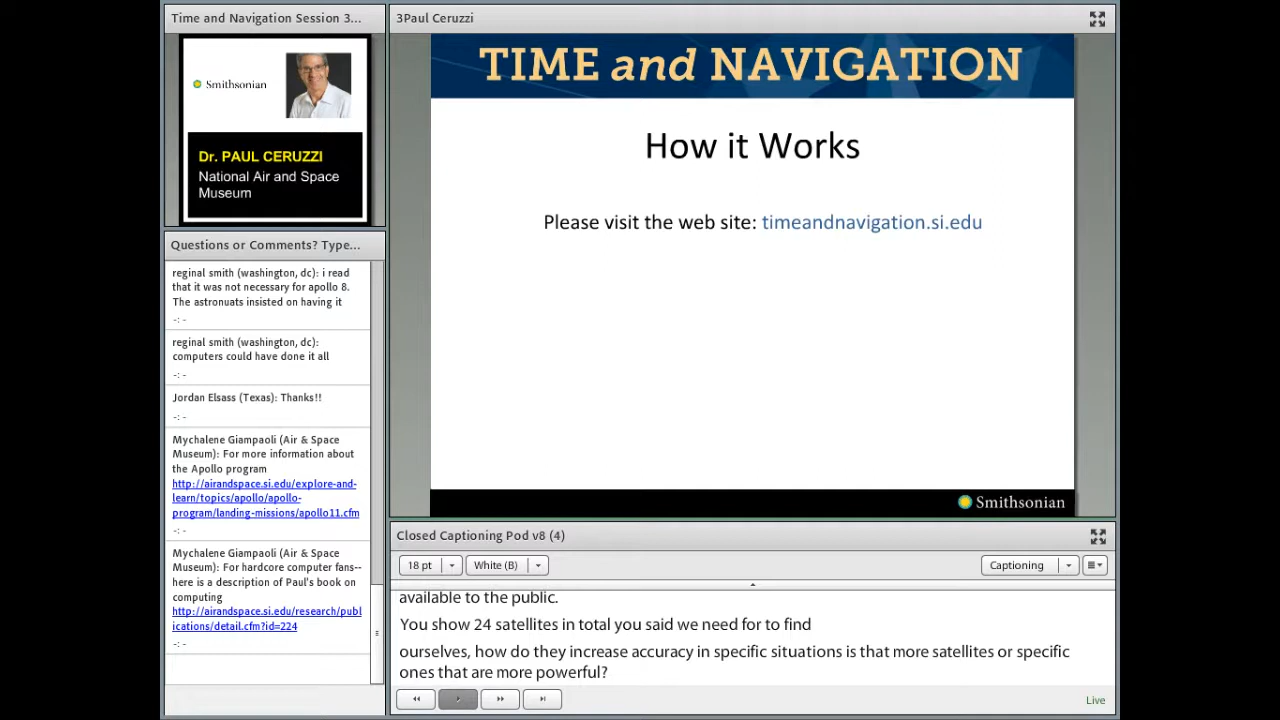 Time and Navigation Session 3...
Smithsonian
Dr. PAUL CERUZZI
National Air and Space
Museum
Questions or Comments? Type...
reginal smith (washington, dc): i read
that it was not necessary for apollo 8.
The astronuats insisted on having it
-: -
reginal smith (washington, dc):
computers could have done it all
-: -
Jordan Elsass (Texas): Thanks!!
-: -
Mychalene Giampaoli (Air & Space
Museum): For more information about
the Apollo program
http://airandspace.si.edu/explore-and-
learn/topics/apollo/apollo-
program/landing-missions/apollo11.cfm
-: -
Mychalene Giampaoli (Air & Space
Museum): For hardcore computer fans--
here is a description of Paul's book on
computing
http://airandspace.si.edu/research/publ
ications/detail.cfm?id=224
-: -
3Paul Ceruzzi
TIME and NAVIGATION
How it Works
Please visit the web site: timeandnavigation.si.edu
Smithsonian
Closed Captioning Pod v8 (4)
18 pt
White (B)
Captioning
available to the public.
You show 24 satellites in total you said we need for to find
ourselves, how do they increase accuracy in specific situations is that more satellites or specific
ones that are more powerful?
Live